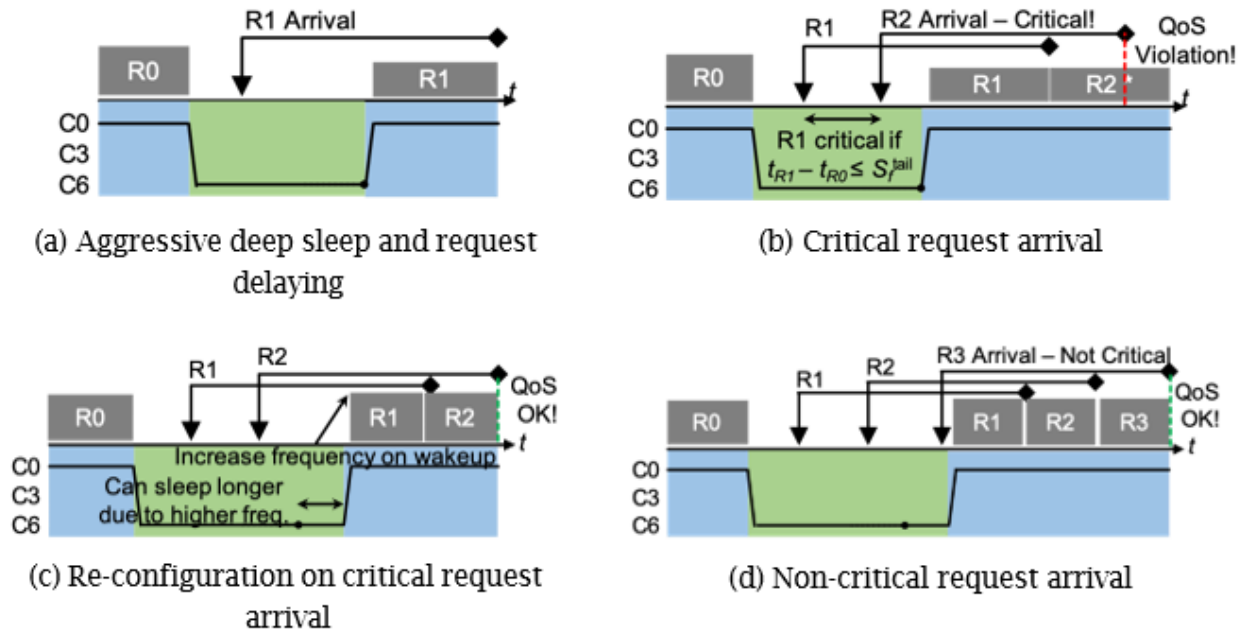 R1 Arrival
R0
R1
t
C0
C3
C6
(a) Aggressive deep sleep and request
delaying
R1
R2 Arrival – Critical!
QoS
Violation!
R0
R1
R2
t
C0
C3
C6
R1 critical if
tR1 – tR0 ≤ Sftail
(b) Critical request arrival
R1
R2
QoS
OK!
R0
R1
R2
t
Increase frequency on wakeup
C0
C3
C6
Can sleep longer
due to higher freq.
(c) Re-configuration on critical request
arrival
R3 Arrival – Not Critical
R1
R2
QoS
OK!
R0
R1
R2
R3
t
C0
C3
C6
(d) Non-critical request arrival